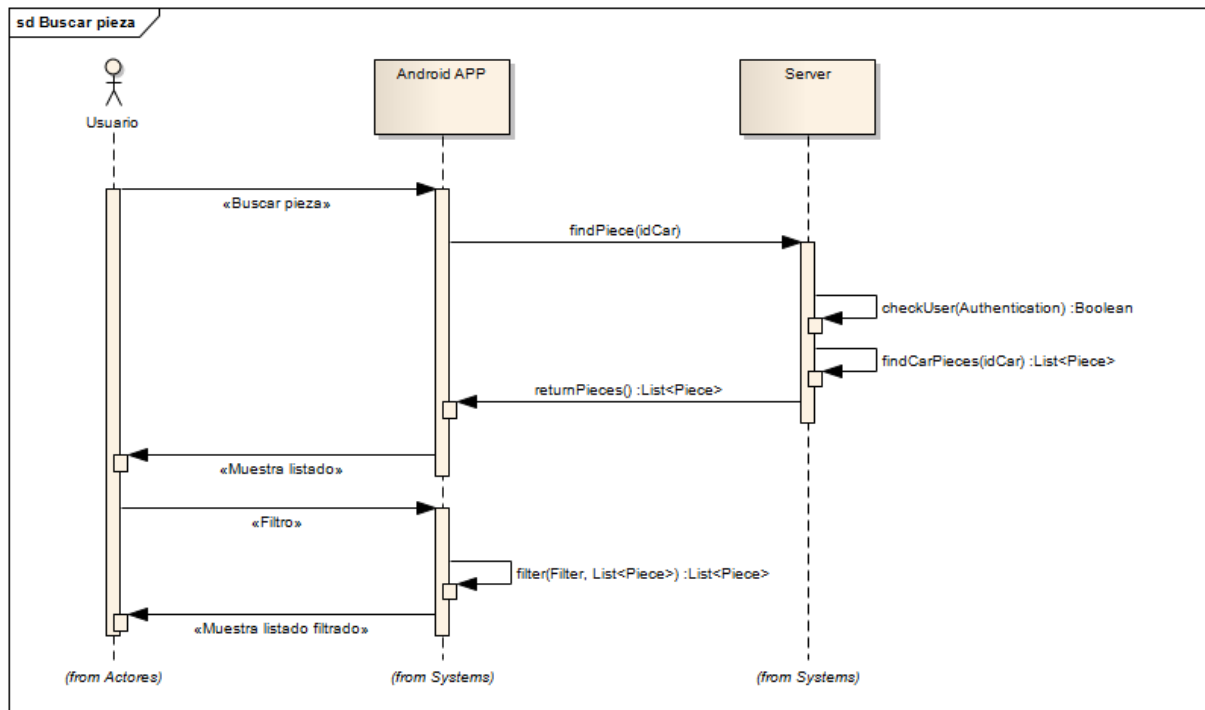 sd Buscar pieza
Usuario
Android APP
Server
«Buscar pieza»
findPiece(idCar)
checkUser(Authentication) :Boolean
findCarPieces(idCar) :List<Piece>
returnPieces() :List<Piece>
«Muestra listado»
«Filtro»
filter(Filter, List<Piece>) :List<Piece>
«Muestra listado filtrado»
(from Actores)
(from Systems)
(from Systems)